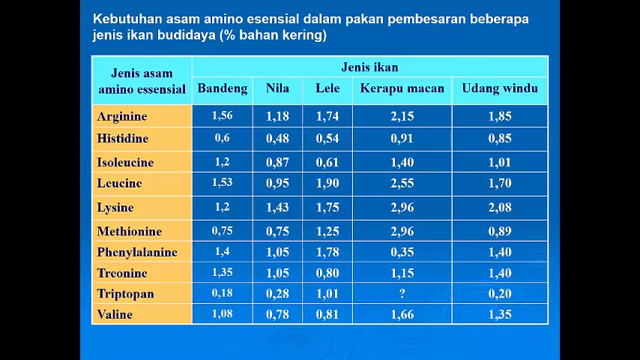 Kebutuhan asam amino esensial dalam pakan pembesaran beberapa
jenis ikan budidaya (% bahan kering)
Jenis asam amino essensial Jenis ikan
Bandeng Nila Lele Kerapu macan Udang windu
Arginine 1,56 1,18 1,74 2,15 1,85
Histidine 0,6 0,48 0,54 0,91 0,85
Isoleucine 1,2 0,87 0,61 1,40 1,01
Leucine 1,53 0,95 1,90 2,55 1,70
Lysine 1,2 1,43 1,75 2,96 2,08
Methionine 0,75 0,75 1,25 2,96 0,89
Phenylalanine 1,4 1,05 1,78 0,35 1,40
Treonine 1,35 1,05 0,80 1,15 1,40
Triptopan 0,18 0,28 1,01 ? 0,20
Valine 1,08 0,78 0,81 1,66 1,35